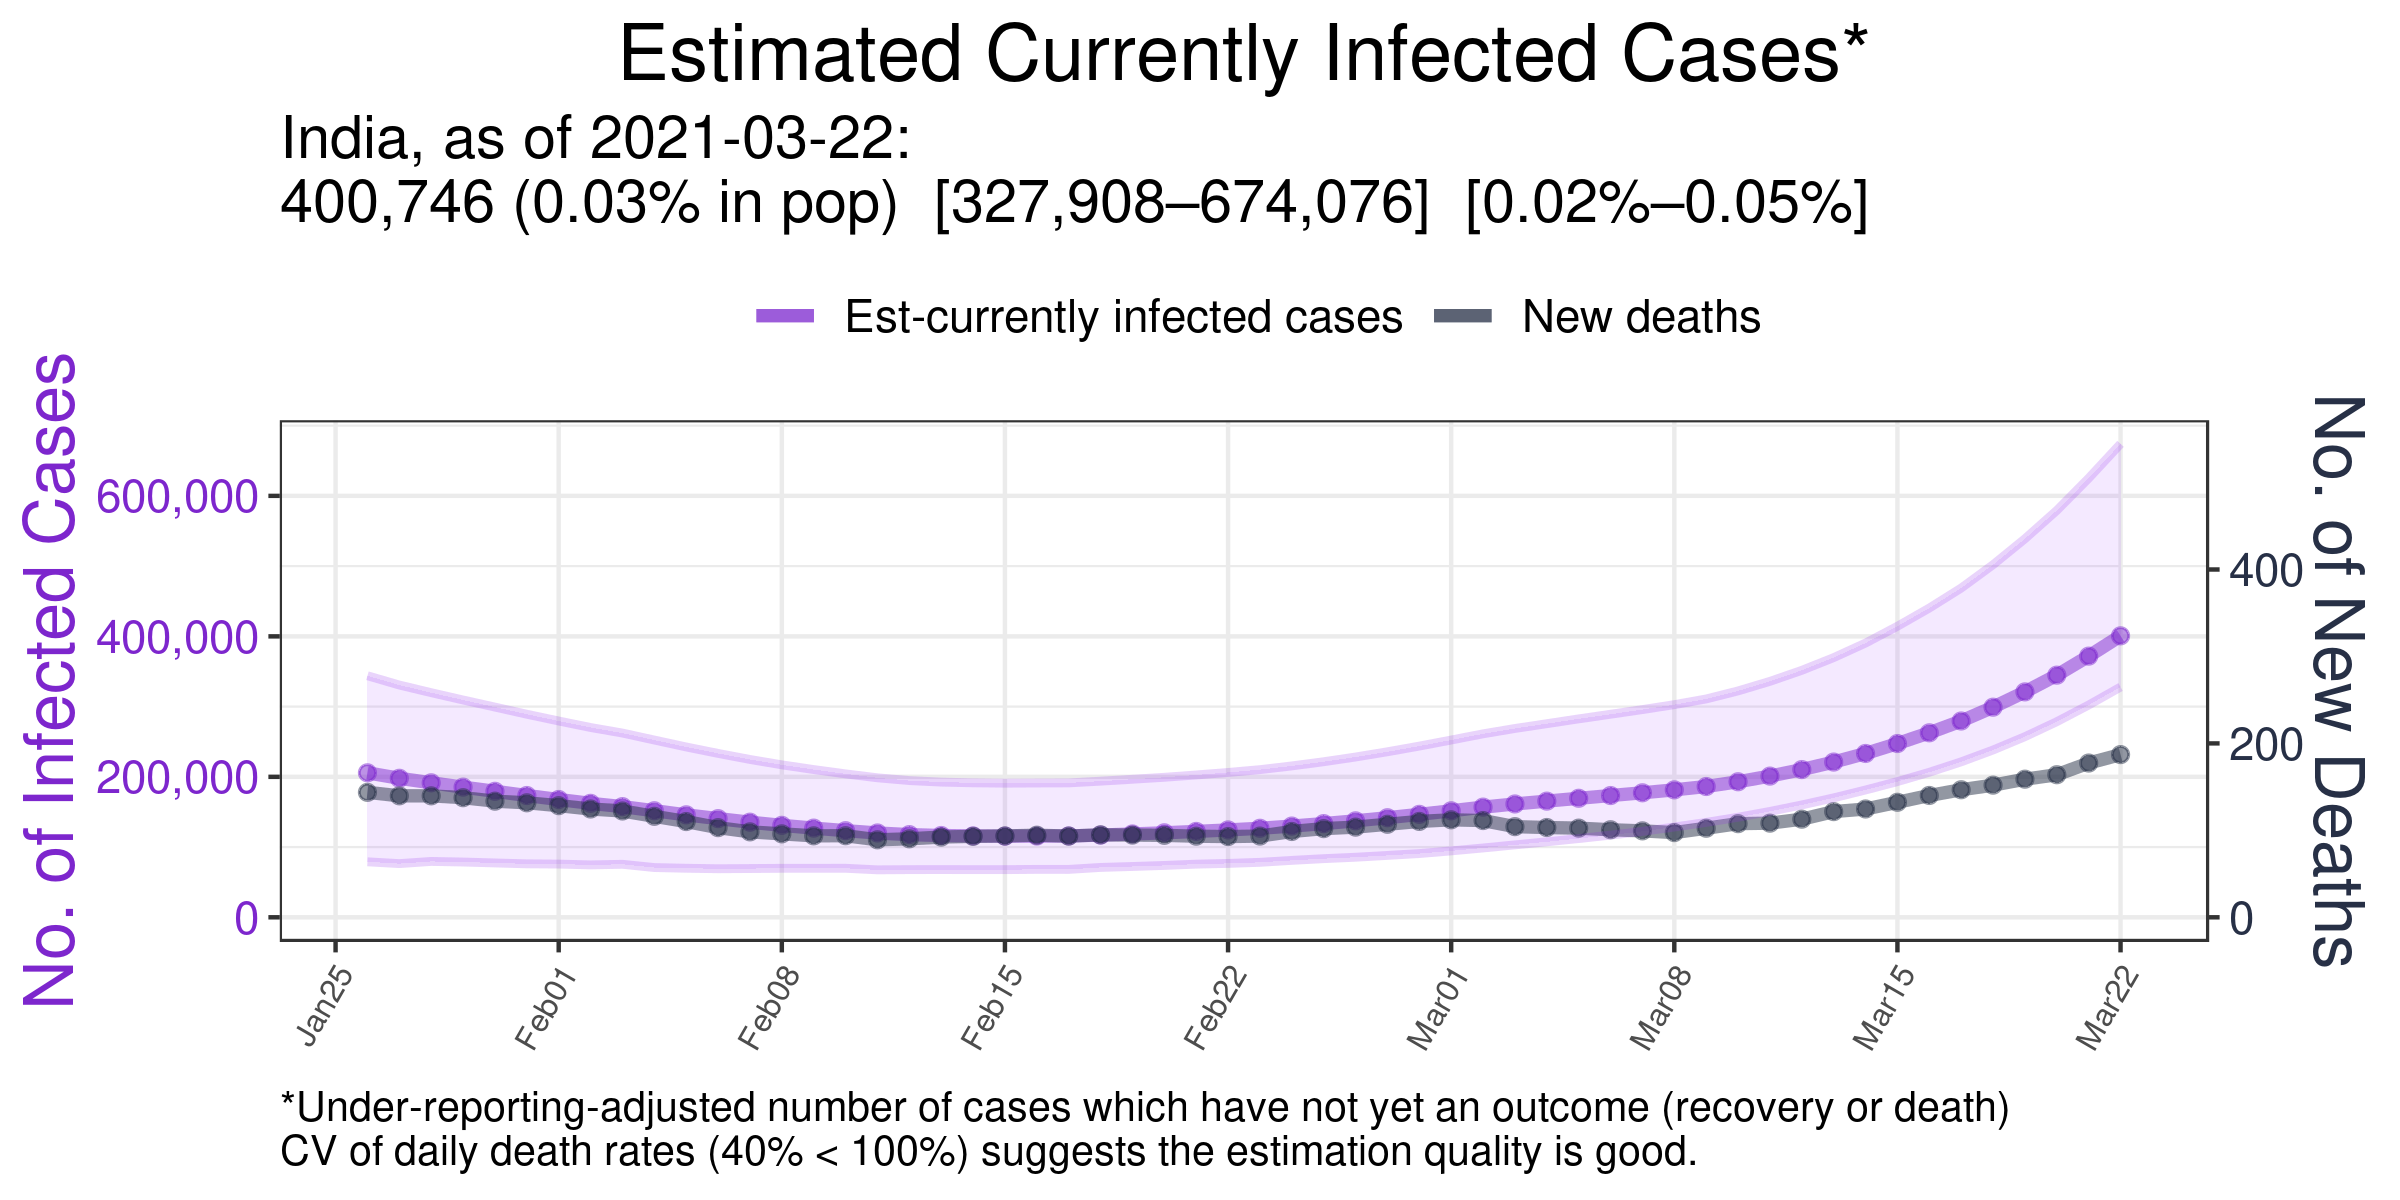 Estimated Currently Infected Cases*
India, as of 2021-03-22:
400,746 (0.03% in pop)  [327,908–674,076]  [0.02%–0.05%]
Est-currently infected cases
New deaths
No. of Infected Cases
600,000
400,000
200,000
0
No. of New Deaths
400
200
0
Jan25
Feb01
Feb08
Feb15
Feb22
Mar01
Mar08
Mar15
Mar22
*Under-reporting-adjusted number of cases which have not yet an outcome (recovery or death)
CV of daily death rates (40% < 100%) suggests the estimation quality is good.